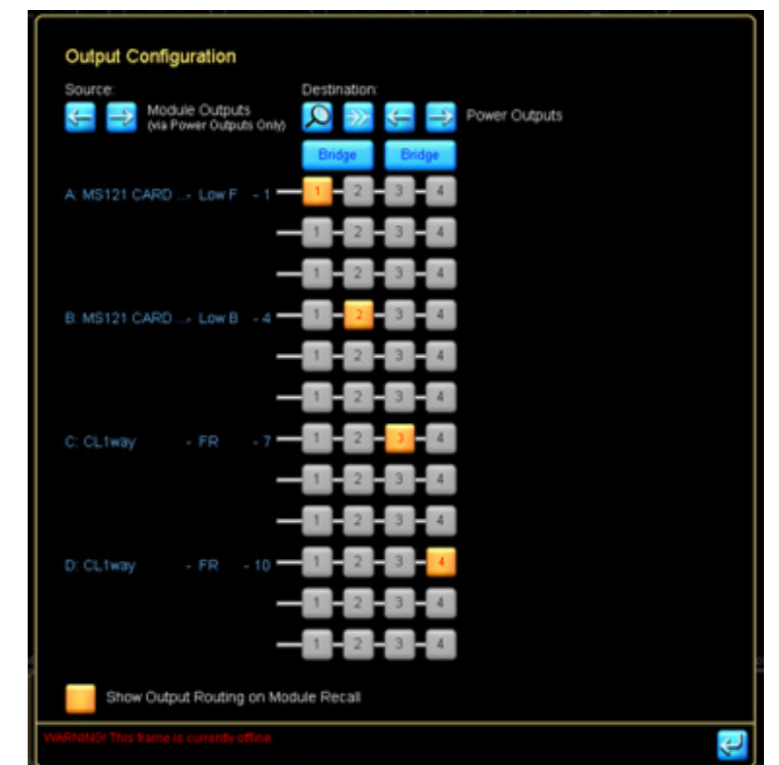 Output Configuration
Source:
Destination:
Module Outputs
(via Power Outputs Only)
Power Outputs
Bridge Bridge
A: MS121 CARD ..- Low F - 1 1 2 3 4
1 2 3 4
1 2 3 4
B: MS121 CARD ..- Low B - 4 1 2 3 4
1 2 3 4
1 2 3 4
C: CL1way - FR - 7 1 2 3 4
1 2 3 4
1 2 3 4
D: CL1way - FR - 10 1 2 3 4
1 2 3 4
1 2 3 4
Show Output Routing on Module Recall
WARNING! This frame is currently offline.